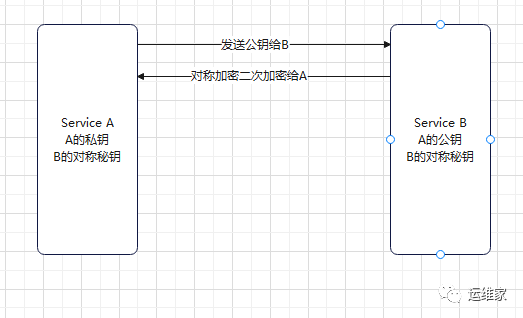 发送公钥给B
对称加密二次加密给A
Service A
A的私钥
B的对称秘钥
Service B
A的公钥
B的对称秘钥
运维家